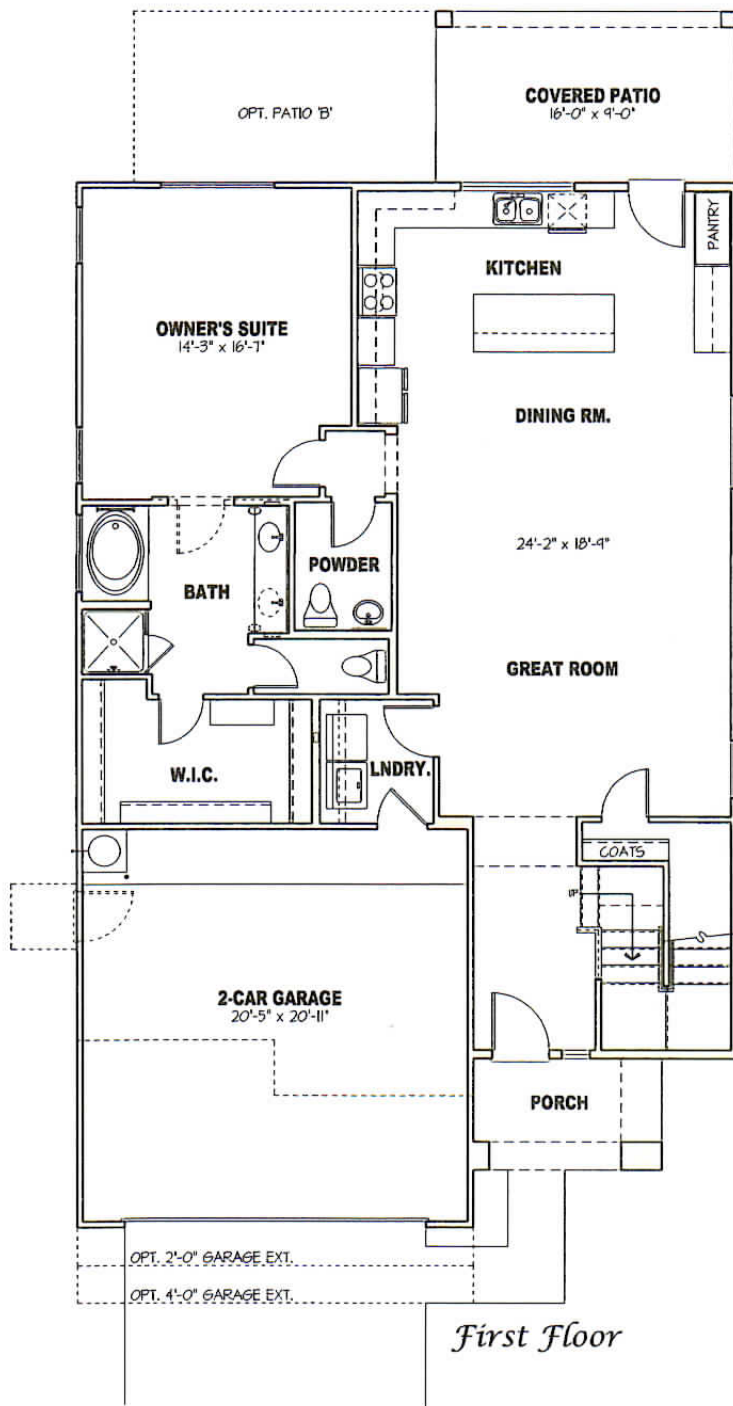 COVERED PATIO
16'-0" x 9'-0"
OPT. PATIO 'B'
PANTRY
KITCHEN
OWNER'S SUITE
14'-3" x 16'-7"
DINING RM.
24'-2" x 18'-9"
POWDER
BATH
GREAT ROOM
W.I.C.
LNDRY.
COATS
UP
2-CAR GARAGE
20'-5" x 20'-11"
PORCH
OPT. 2'-0" GARAGE EXT.
OPT. 4'-0" GARAGE EXT.
First Floor